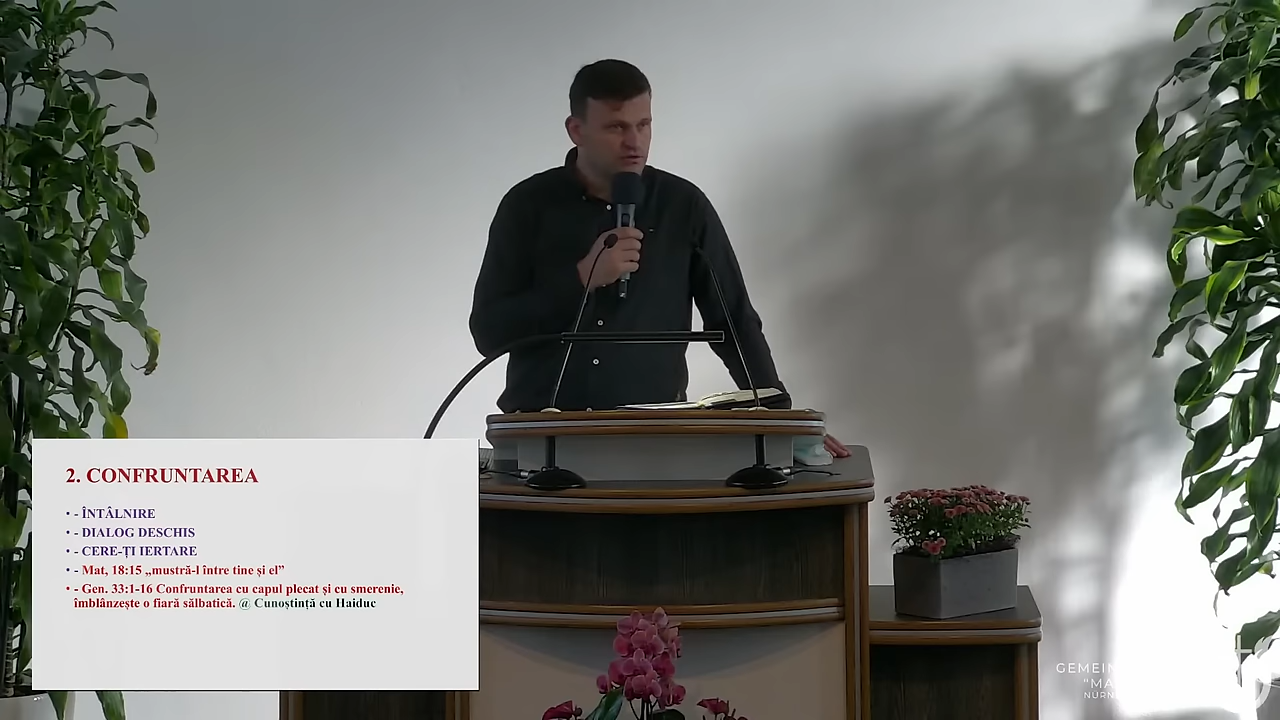 2. CONFRUNTAREA
• - ÎNTÂLNIRE
• - DIALOG DESCHIS
• - CERE-ȚI IERTARE
• - Mat, 18:15 „mustră-l între tine și el”
• - Gen. 33:1-16 Confruntarea cu capul plecat și cu smerenie,
îmblânzește o fiară sălbatică. @ Cunoștință cu Haiduc
GEMEIN
"MA
NÜRN